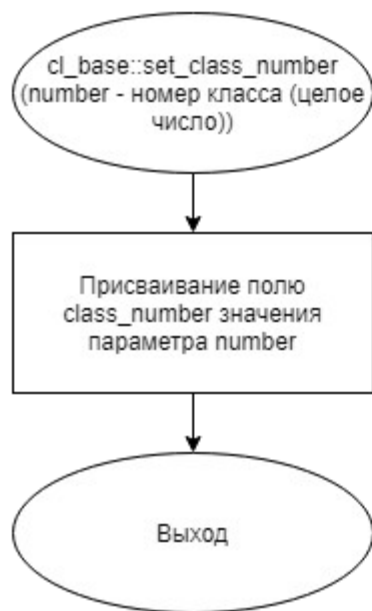 cl_base::set_class_number
(number - номер класса (целое
число))
Присваивание полю
class_number значения
параметра number
Выход